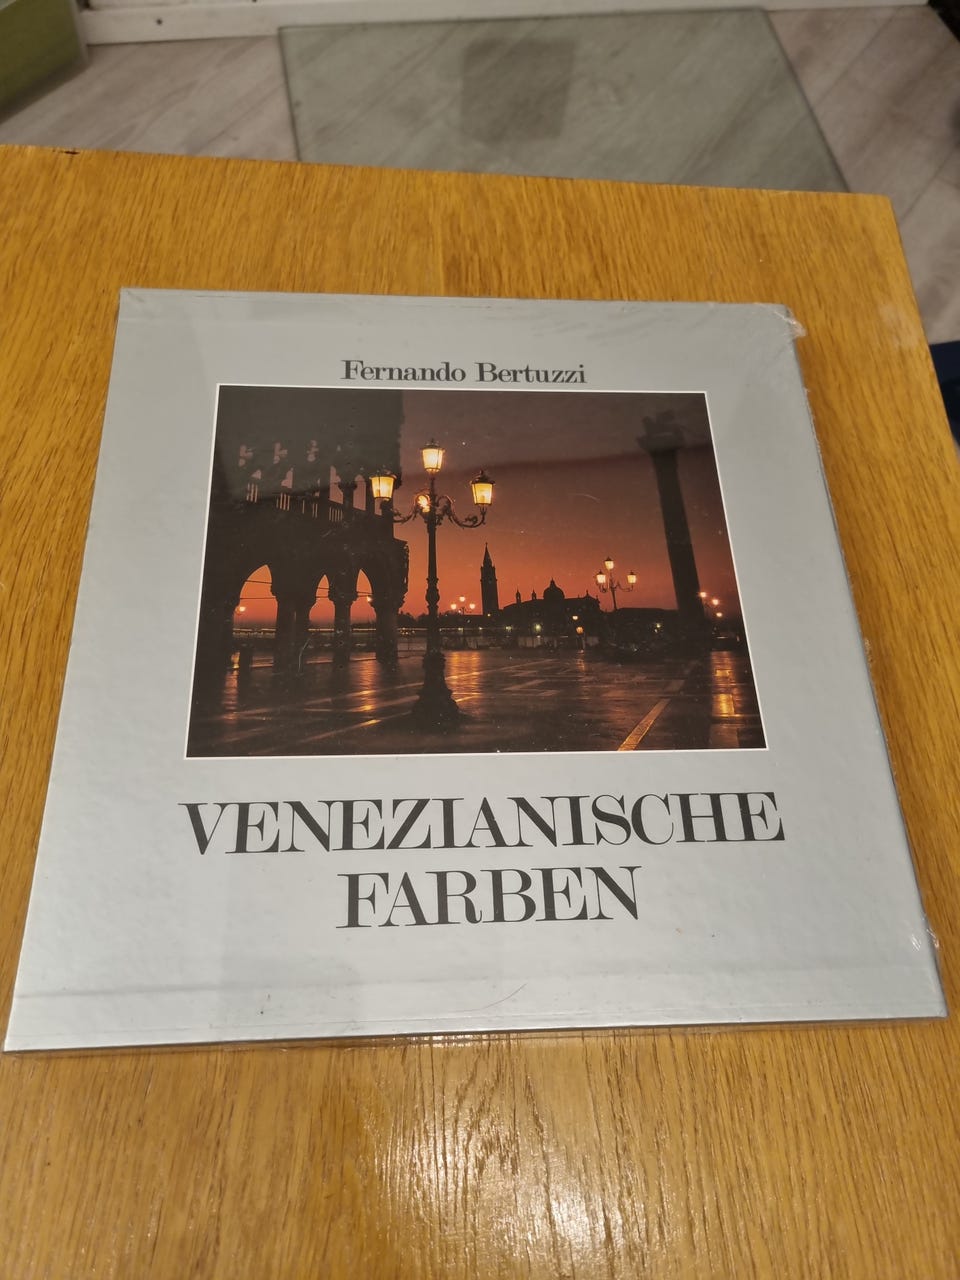 Fernando Bertuzzi
VENEZIANISCHE
FARBEN